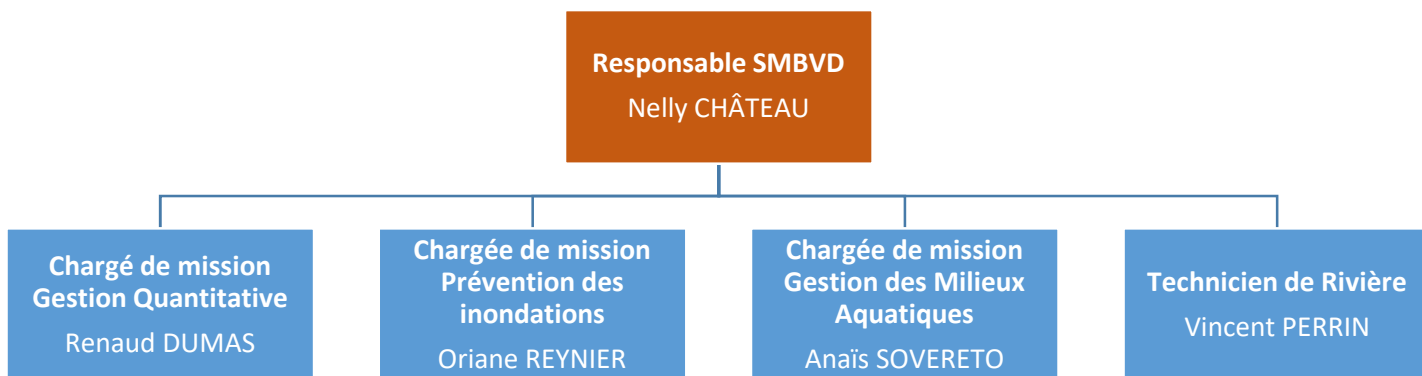 Responsable SMBVD
Nelly CHÂTEAU
Chargé de mission
Gestion Quantitative
Renaud DUMAS
Chargée de mission
Prévention des
inondations
Oriane REYNIER
Chargée de mission
Gestion des Milieux
Aquatiques
Anaïs SOVERETO
Technicien de Rivière
Vincent PERRIN